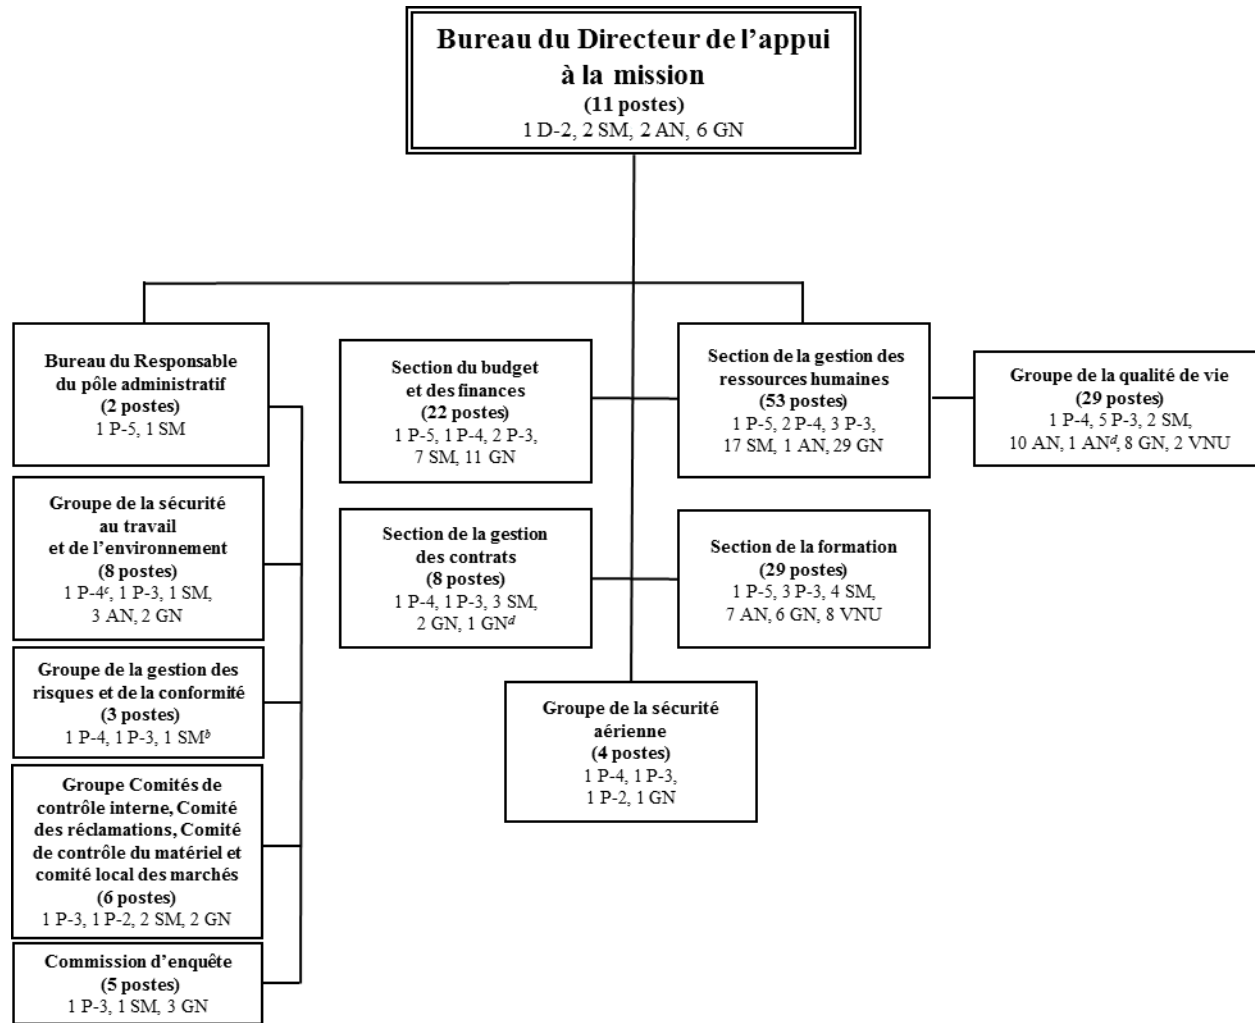 Bureau du Directeur de l’appui
à la mission
(11 postes)
1 D-2, 2 SM, 2 AN, 6 GN
Bureau du Responsable
du pôle administratif
(2 postes)
1 P-5, 1 SM
Groupe de la sécurité
au travail
et de l’environnement
(8 postes)
1 P-4ᶜ, 1 P-3, 1 SM,
3 AN, 2 GN
Groupe de la gestion des
risques et de la conformité
(3 postes)
1 P-4, 1 P-3, 1 SMᵇ
Groupe Comités de
contrôle interne, Comité
des réclamations, Comité
de contrôle du matériel et
comité local des marchés
(6 postes)
1 P-3, 1 P-2, 2 SM, 2 GN
Commission d’enquête
(5 postes)
1 P-3, 1 SM, 3 GN
Section du budget
et des finances
(22 postes)
1 P-5, 1 P-4, 2 P-3,
7 SM, 11 GN
Section de la gestion
des contrats
(8 postes)
1 P-4, 1 P-3, 3 SM,
2 GN, 1 GNᵈ
Section de la gestion des
ressources humaines
(53 postes)
1 P-5, 2 P-4, 3 P-3,
17 SM, 1 AN, 29 GN
Section de la formation
(29 postes)
1 P-5, 3 P-3, 4 SM,
7 AN, 6 GN, 8 VNU
Groupe de la qualité de vie
(29 postes)
1 P-4, 5 P-3, 2 SM,
10 AN, 1 ANᵈ, 8 GN, 2 VNU
Groupe de la sécurité
aérienne
(4 postes)
1 P-4, 1 P-3,
1 P-2, 1 GN